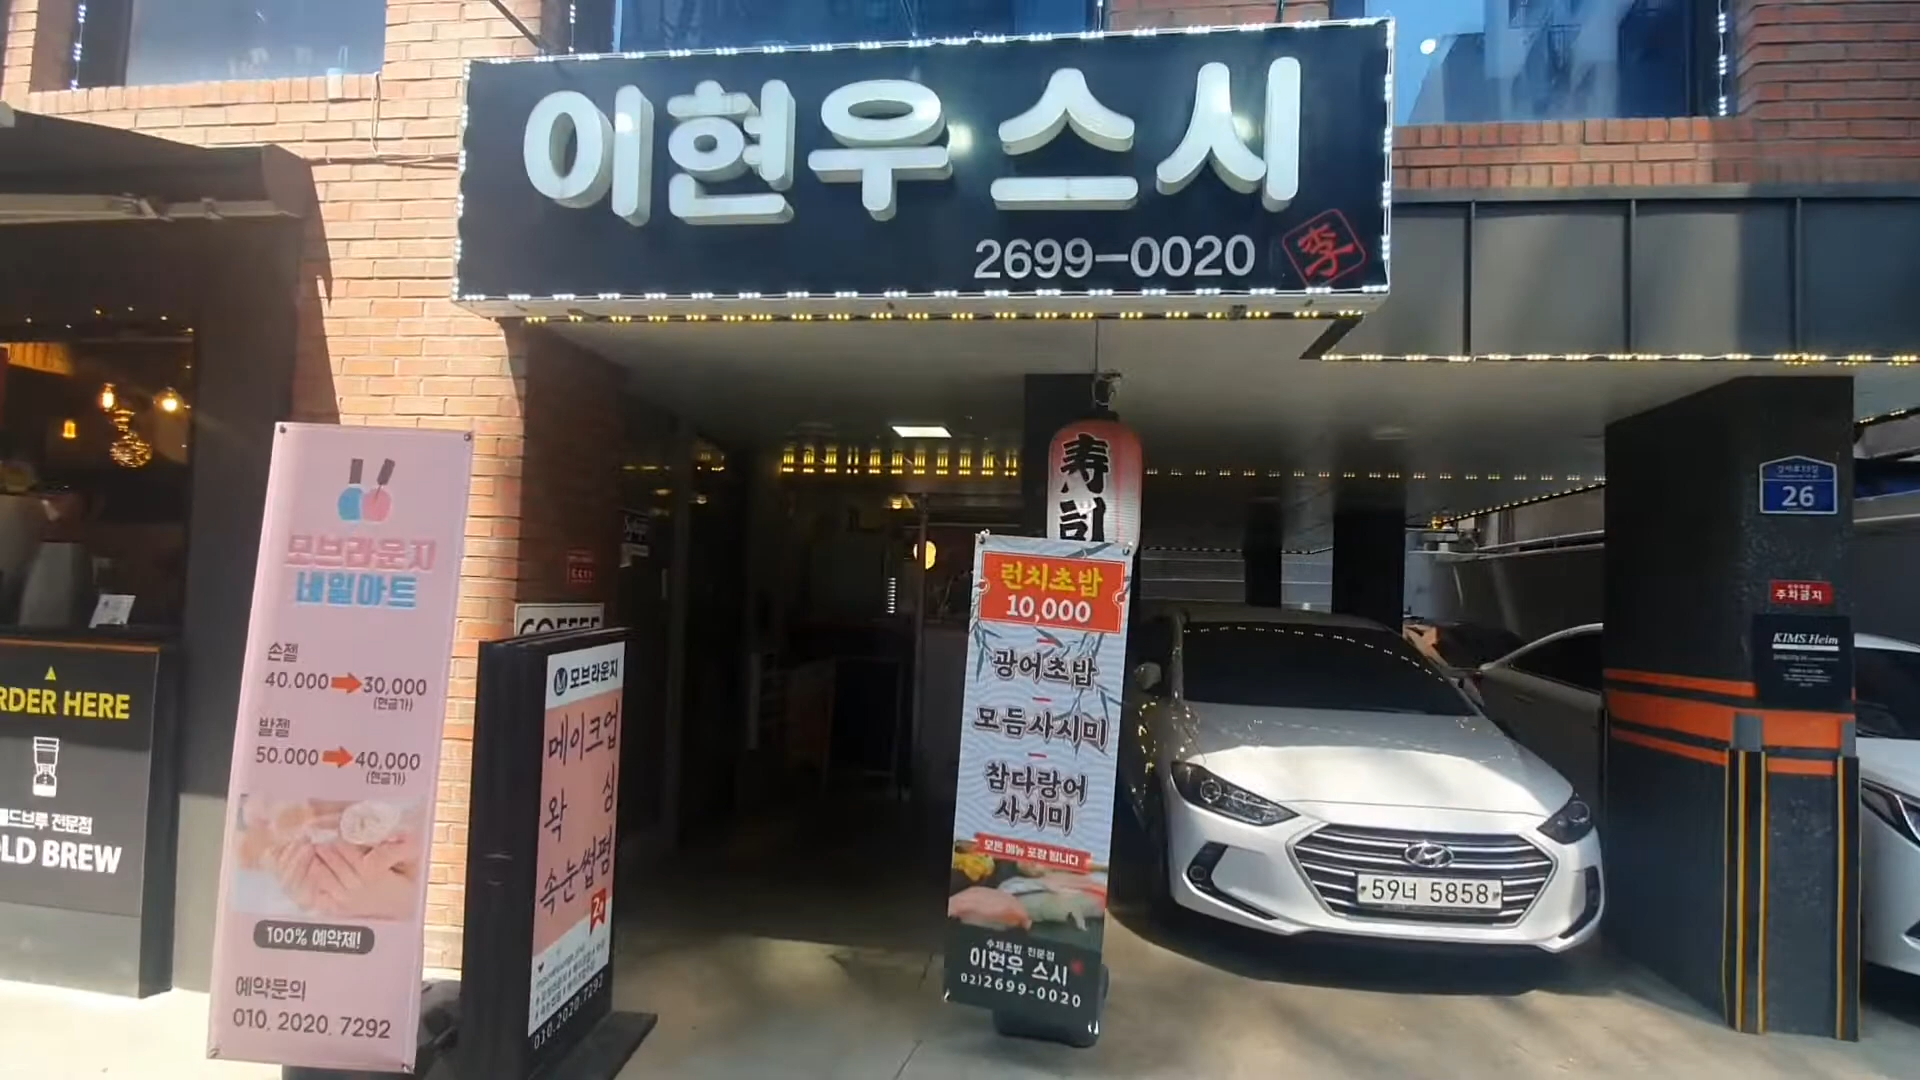 이현우스시
2699-0020
李
寿
司
런치초밥
10,000
광어초밥
모듬사시미
참다랑어
사시미
모든 메뉴 포장 됩니다
수제초밥 전문점
이현우 스시
02)2699-0020
모브라운지
네일아트
손젤
40,000 30,000
(현금가)
발젤
50,000 40,000
(현금가)
100% 예약제!
예약문의
010. 2020. 7292
COFFEE
모브라운지
메이크업
왁싱
속눈썹펌
010.2020.7292
RDER HERE
드브루 전문점
LD BREW
26
주차금지
KIMS Heim
59너 5858